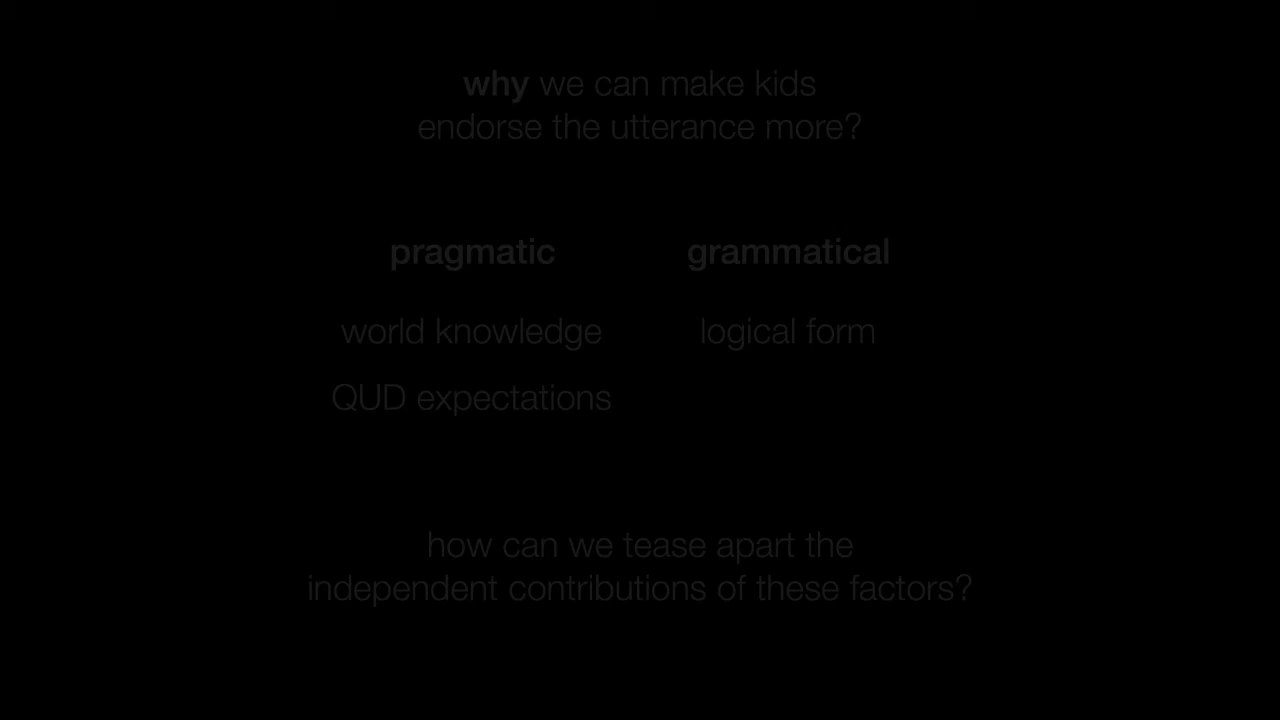 why we can make kids
endorse the utterance more?
pragmatic grammatical
world knowledge logical form
QUD expectations
how can we tease apart the
independent contributions of these factors?